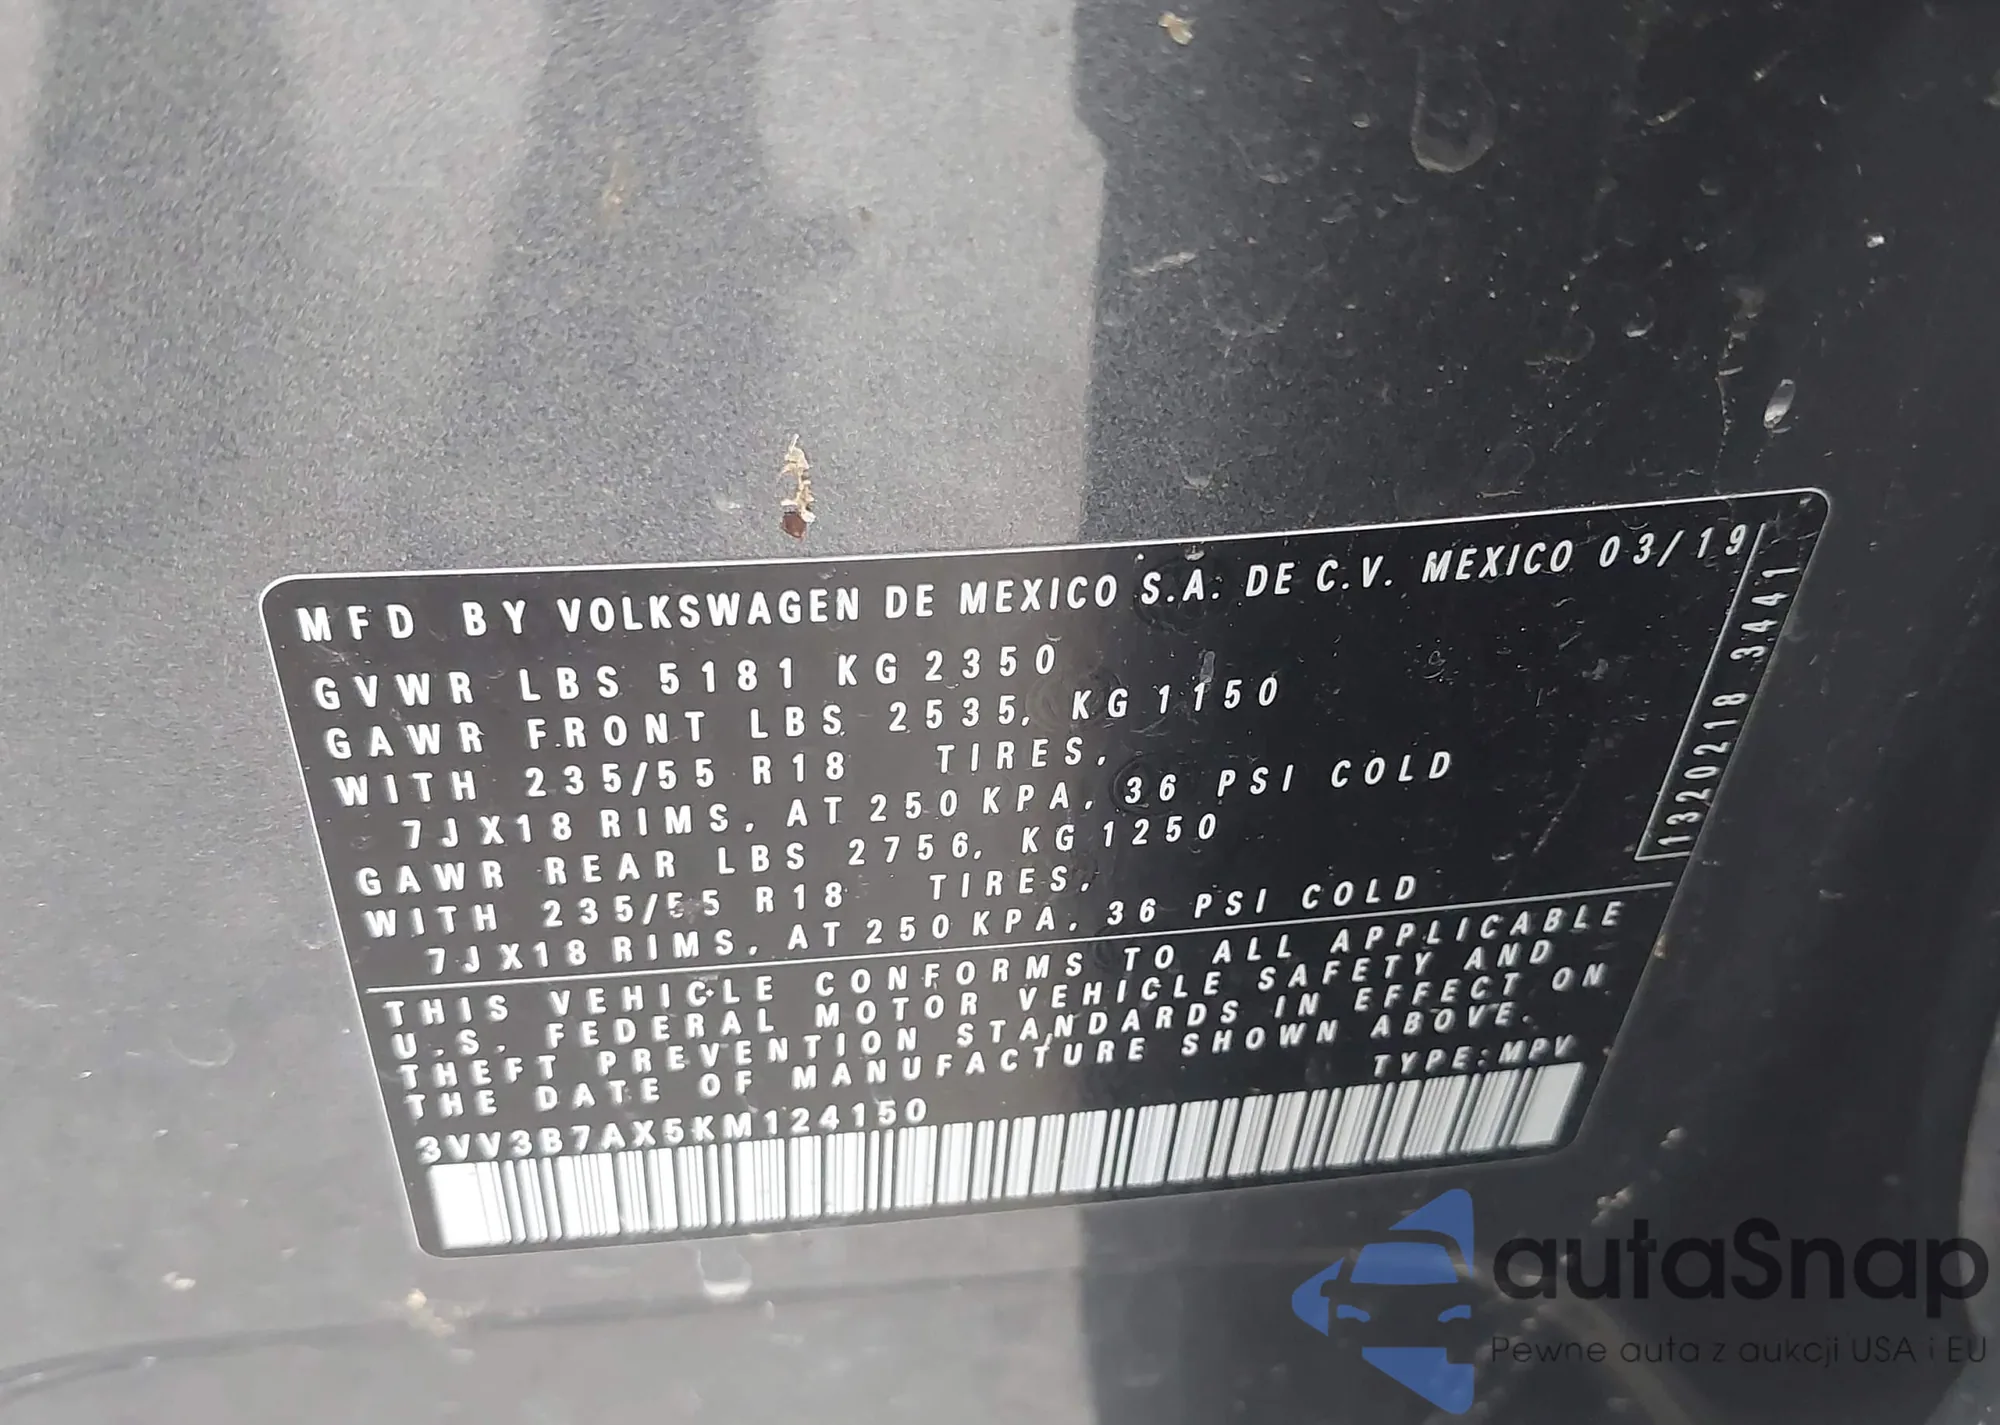 MFD BY VOLKSWAGEN DE MEXICO S.A. DE C.V. MEXICO 03/19
GVWR LBS 5181 KG 2350
GAWR FRONT LBS 2535, KG 1150
WITH 235/55 R18 TIRES,
7JX18 RIMS, AT 250 KPA, 36 PSI COLD
GAWR REAR LBS 2756, KG 1250
WITH 235/55 R18 TIRES,
7JX18 RIMS, AT 250 KPA, 36 PSI COLD
1320218 3441
THIS VEHICLE CONFORMS TO ALL APPLICABLE
U.S. FEDERAL MOTOR VEHICLE SAFETY AND
THEFT PREVENTION STANDARDS IN EFFECT ON
THE DATE OF MANUFACTURE SHOWN ABOVE.
TYPE:MPV
3VV3B7AX5KM124150
autaSnap
Pewne auta z aukcji USA i EU